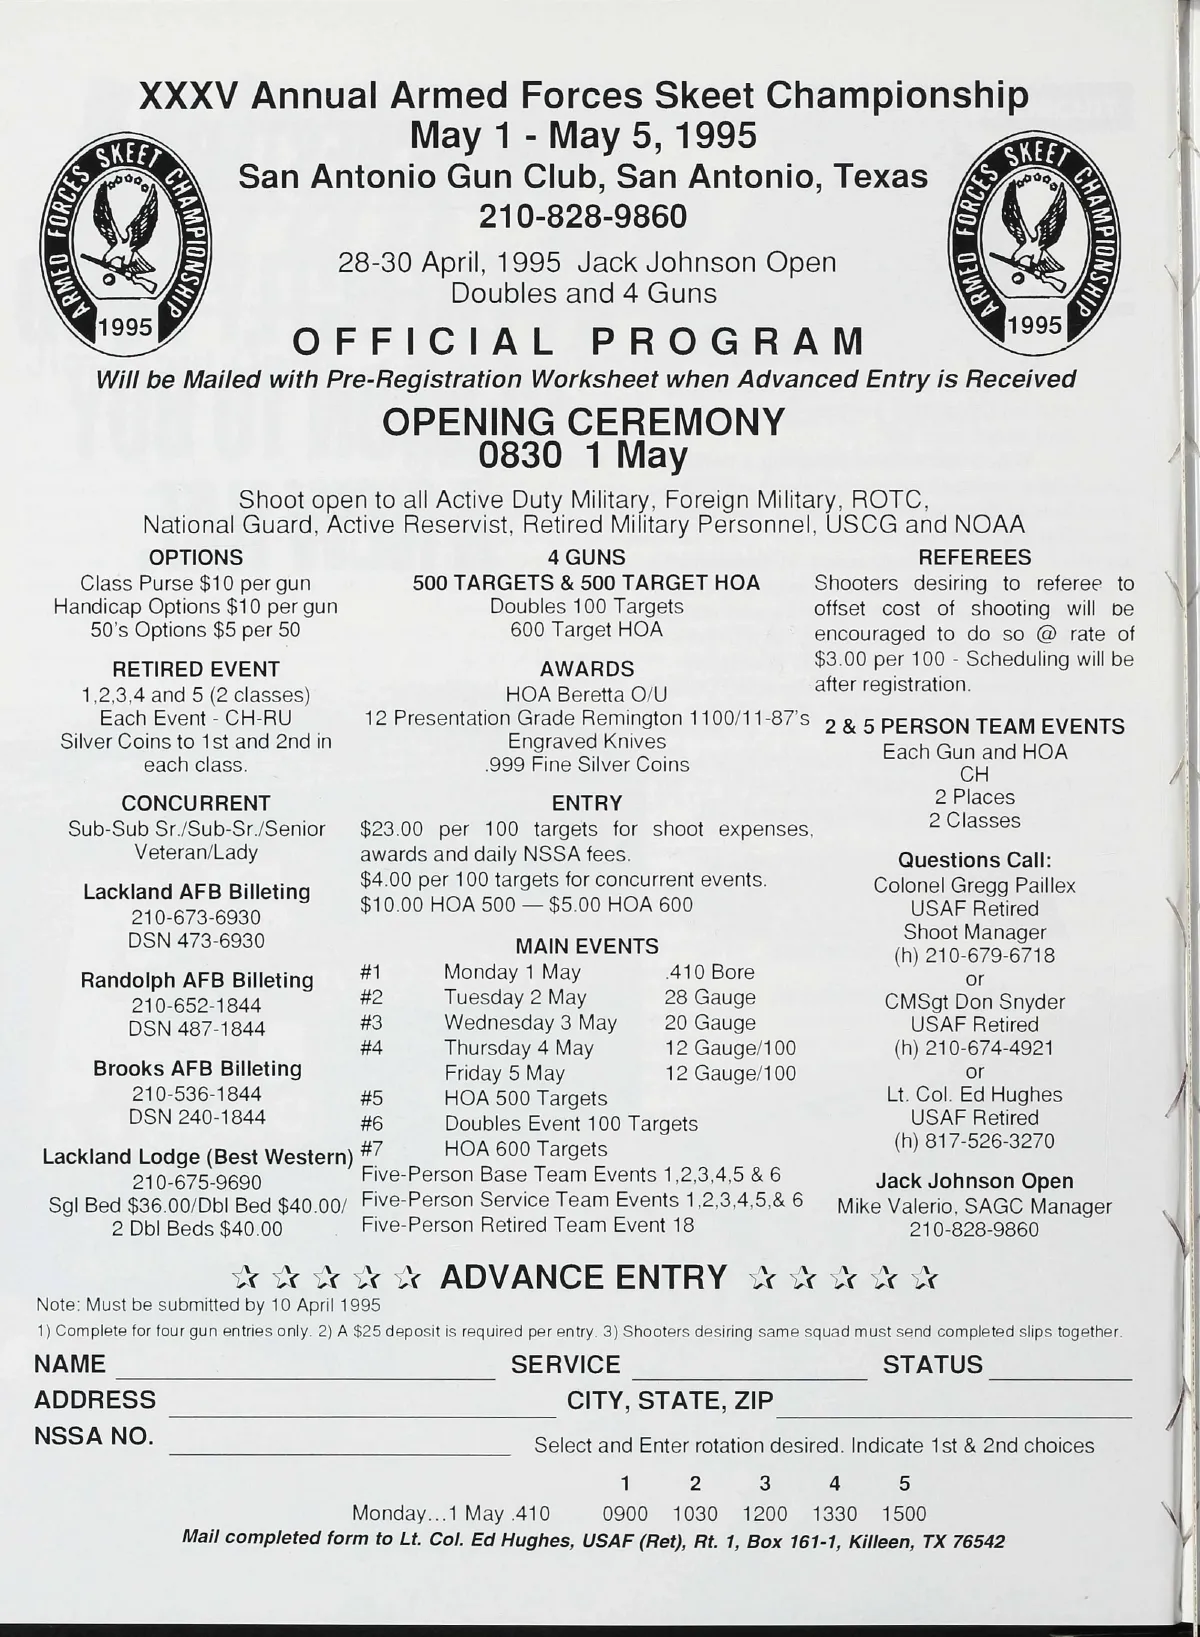 XXXV Annual Armed Forces Skeet Championship
May 1 - May 5, 1995
San Antonio Gun Club, San Antonio, Texas
210-828-9860
28-30 April, 1995 Jack Johnson Open
Doubles and 4 Guns
ARMED FORCES SKEET CHAMPIONSHIP
1995
ARMED FORCES SKEET CHAMPIONSHIP
1995
OFFICIAL PROGRAM
Will be Mailed with Pre-Registration Worksheet when Advanced Entry is Received
OPENING CEREMONY
0830 1 May
Shoot open to all Active Duty Military, Foreign Military, ROTC,
National Guard, Active Reservist, Retired Military Personnel, USCG and NOAA
OPTIONS
Class Purse $10 per gun
Handicap Options $10 per gun
50's Options $5 per 50
RETIRED EVENT
1,2,3,4 and 5 (2 classes)
Each Event - CH-RU
Silver Coins to 1st and 2nd in
each class.
CONCURRENT
Sub-Sub Sr./Sub-Sr./Senior
Veteran/Lady
Lackland AFB Billeting
210-673-6930
DSN 473-6930
Randolph AFB Billeting
210-652-1844
DSN 487-1844
Brooks AFB Billeting
210-536-1844
DSN 240-1844
Lackland Lodge (Best Western)
210-675-9690
Sgl Bed $36.00/Dbl Bed $40.00/
2 Dbl Beds $40.00
4 GUNS
500 TARGETS & 500 TARGET HOA
Doubles 100 Targets
600 Target HOA
AWARDS
HOA Beretta O/U
12 Presentation Grade Remington 1100/11-87's
Engraved Knives
.999 Fine Silver Coins
ENTRY
$23.00 per 100 targets for shoot expenses,
awards and daily NSSA fees.
$4.00 per 100 targets for concurrent events.
$10.00 HOA 500 — $5.00 HOA 600
MAIN EVENTS
#1 Monday 1 May .410 Bore
#2 Tuesday 2 May 28 Gauge
#3 Wednesday 3 May 20 Gauge
#4 Thursday 4 May 12 Gauge/100
Friday 5 May 12 Gauge/100
#5 HOA 500 Targets
#6 Doubles Event 100 Targets
#7 HOA 600 Targets
Five-Person Base Team Events 1,2,3,4,5 & 6
Five-Person Service Team Events 1,2,3,4,5,& 6
Five-Person Retired Team Event 18
REFEREES
Shooters desiring to referee to
offset cost of shooting will be
encouraged to do so @ rate of
$3.00 per 100 - Scheduling will be
after registration.
2 & 5 PERSON TEAM EVENTS
Each Gun and HOA
CH
2 Places
2 Classes
Questions Call:
Colonel Gregg Paillex
USAF Retired
Shoot Manager
(h) 210-679-6718
or
CMSgt Don Snyder
USAF Retired
(h) 210-674-4921
or
Lt. Col. Ed Hughes
USAF Retired
(h) 817-526-3270
Jack Johnson Open
Mike Valerio, SAGC Manager
210-828-9860
☆ ☆ ☆ ☆ ☆ ADVANCE ENTRY ☆ ☆ ☆ ☆ ☆
Note: Must be submitted by 10 April 1995
1) Complete for four gun entries only. 2) A $25 deposit is required per entry. 3) Shooters desiring same squad must send completed slips together.
NAME SERVICE STATUS
ADDRESS CITY, STATE, ZIP
NSSA NO. Select and Enter rotation desired. Indicate 1st & 2nd choices
1 2 3 4 5
Monday...1 May .410 0900 1030 1200 1330 1500
Mail completed form to Lt. Col. Ed Hughes, USAF (Ret), Rt. 1, Box 161-1, Killeen, TX 76542